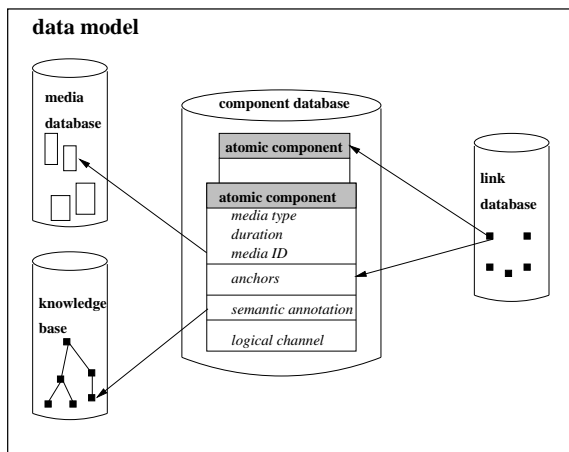 data model
media
database
component database
atomic component
atomic component
media type
duration
media ID
anchors
semantic annotation
logical channel
link
database
knowledge
base